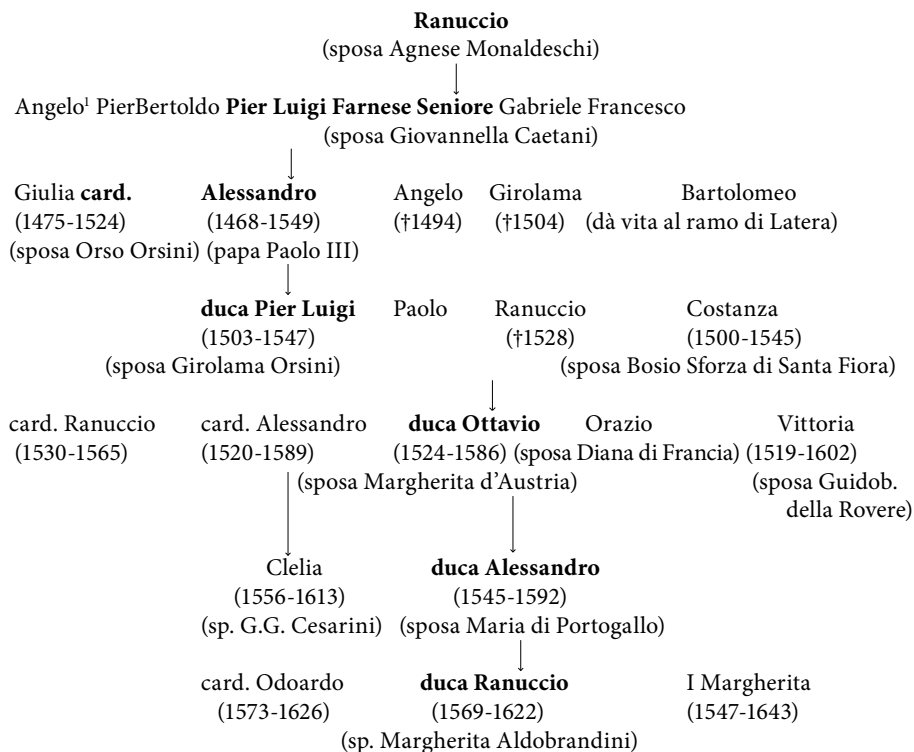 Ranuccio
(sposa Agnese Monaldeschi)
Angelo¹ PierBertoldo Pier Luigi Farnese Seniore Gabriele Francesco
(sposa Giovannella Caetani)
Giulia card. Alessandro Angelo Girolama Bartolomeo
(1475-1524) (1468-1549) (†1494) (†1504) (dà vita al ramo di Latera)
(sposa Orso Orsini) (papa Paolo III)
duca Pier Luigi Paolo Ranuccio Costanza
(1503-1547) (†1528) (1500-1545)
(sposa Girolama Orsini) (sposa Bosio Sforza di Santa Fiora)
card. Ranuccio card. Alessandro duca Ottavio Orazio Vittoria
(1530-1565) (1520-1589) (1524-1586) (sposa Diana di Francia) (1519-1602)
(sposa Margherita d’Austria) (sposa Guidob.
della Rovere)
Clelia duca Alessandro
(1556-1613) (1545-1592)
(sp. G.G. Cesarini) (sposa Maria di Portogallo)
card. Odoardo duca Ranuccio I Margherita
(1573-1626) (1569-1622) (1547-1643)
(sp. Margherita Aldobrandini)